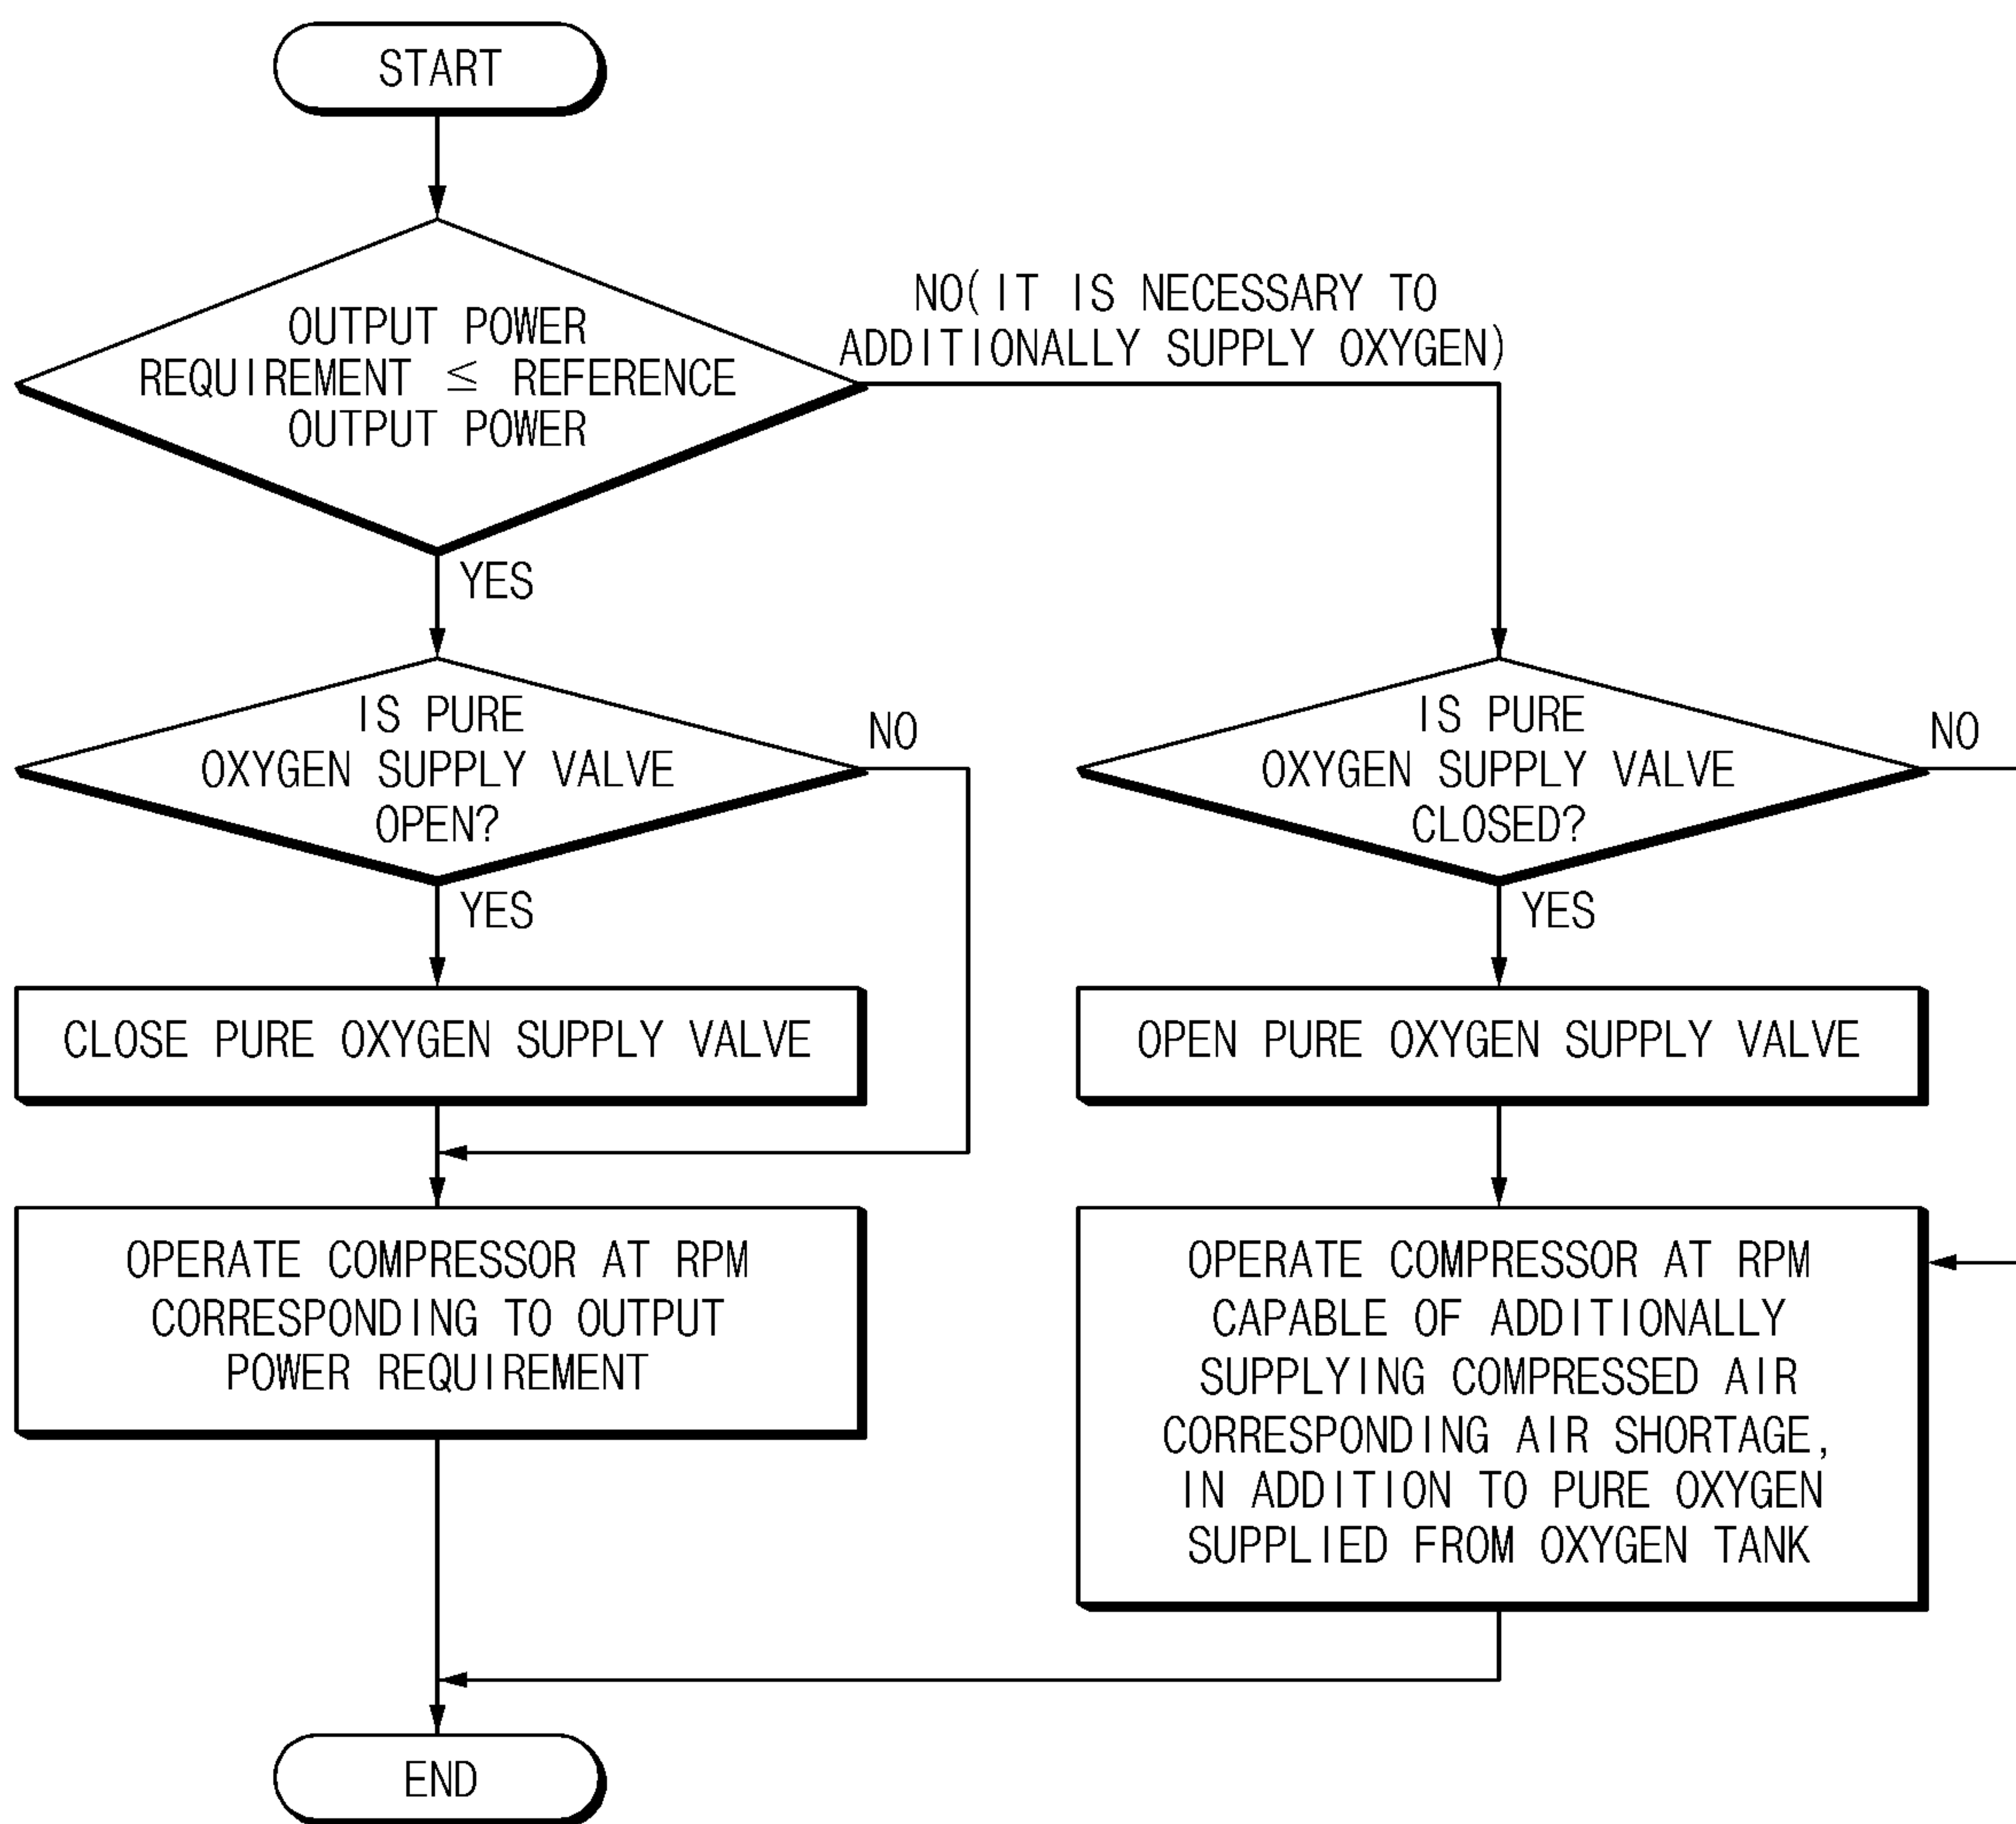 START
OUTPUT POWER
REQUIREMENT ≤ REFERENCE
OUTPUT POWER
NO(IT IS NECESSARY TO
ADDITIONALLY SUPPLY OXYGEN)
YES
IS PURE
OXYGEN SUPPLY VALVE
OPEN?
NO
YES
CLOSE PURE OXYGEN SUPPLY VALVE
OPERATE COMPRESSOR AT RPM
CORRESPONDING TO OUTPUT
POWER REQUIREMENT
IS PURE
OXYGEN SUPPLY VALVE
CLOSED?
NO
YES
OPEN PURE OXYGEN SUPPLY VALVE
OPERATE COMPRESSOR AT RPM
CAPABLE OF ADDITIONALLY
SUPPLYING COMPRESSED AIR
CORRESPONDING AIR SHORTAGE,
IN ADDITION TO PURE OXYGEN
SUPPLIED FROM OXYGEN TANK
END